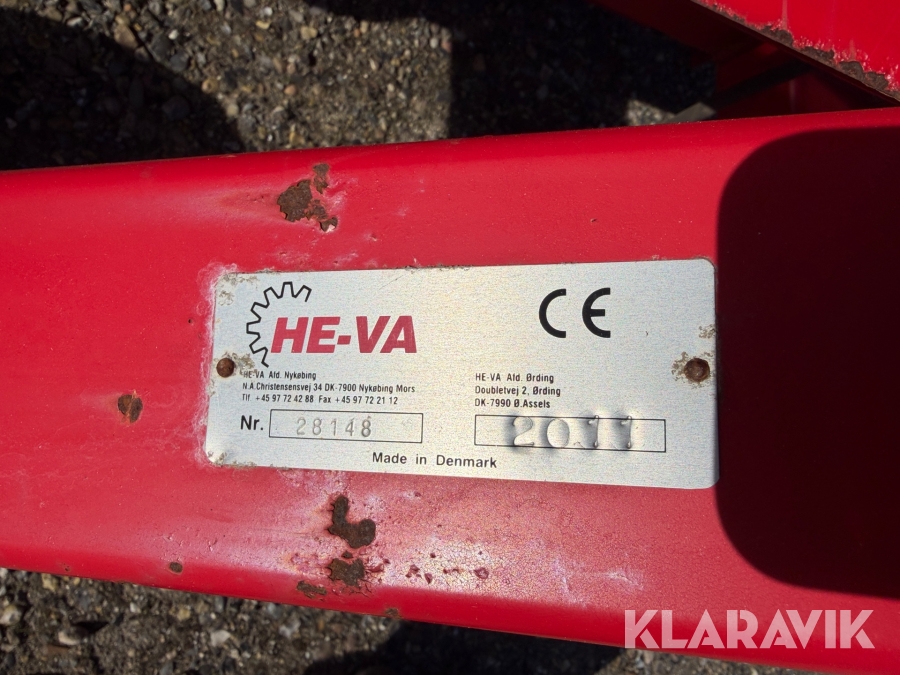 HE-VA
CE
HE-VA Afd. Nykøbing
N.A.Christensensvej 34 DK-7900 Nykøbing Mors
Tlf +45 97 72 42 88 Fax +45 97 72 21 12
HE-VA Afd. Ørding
Doubletvej 2, Ørding
DK-7990 Ø.Assels
Nr. 28148
2011
Made in Denmark
KLARAVIK